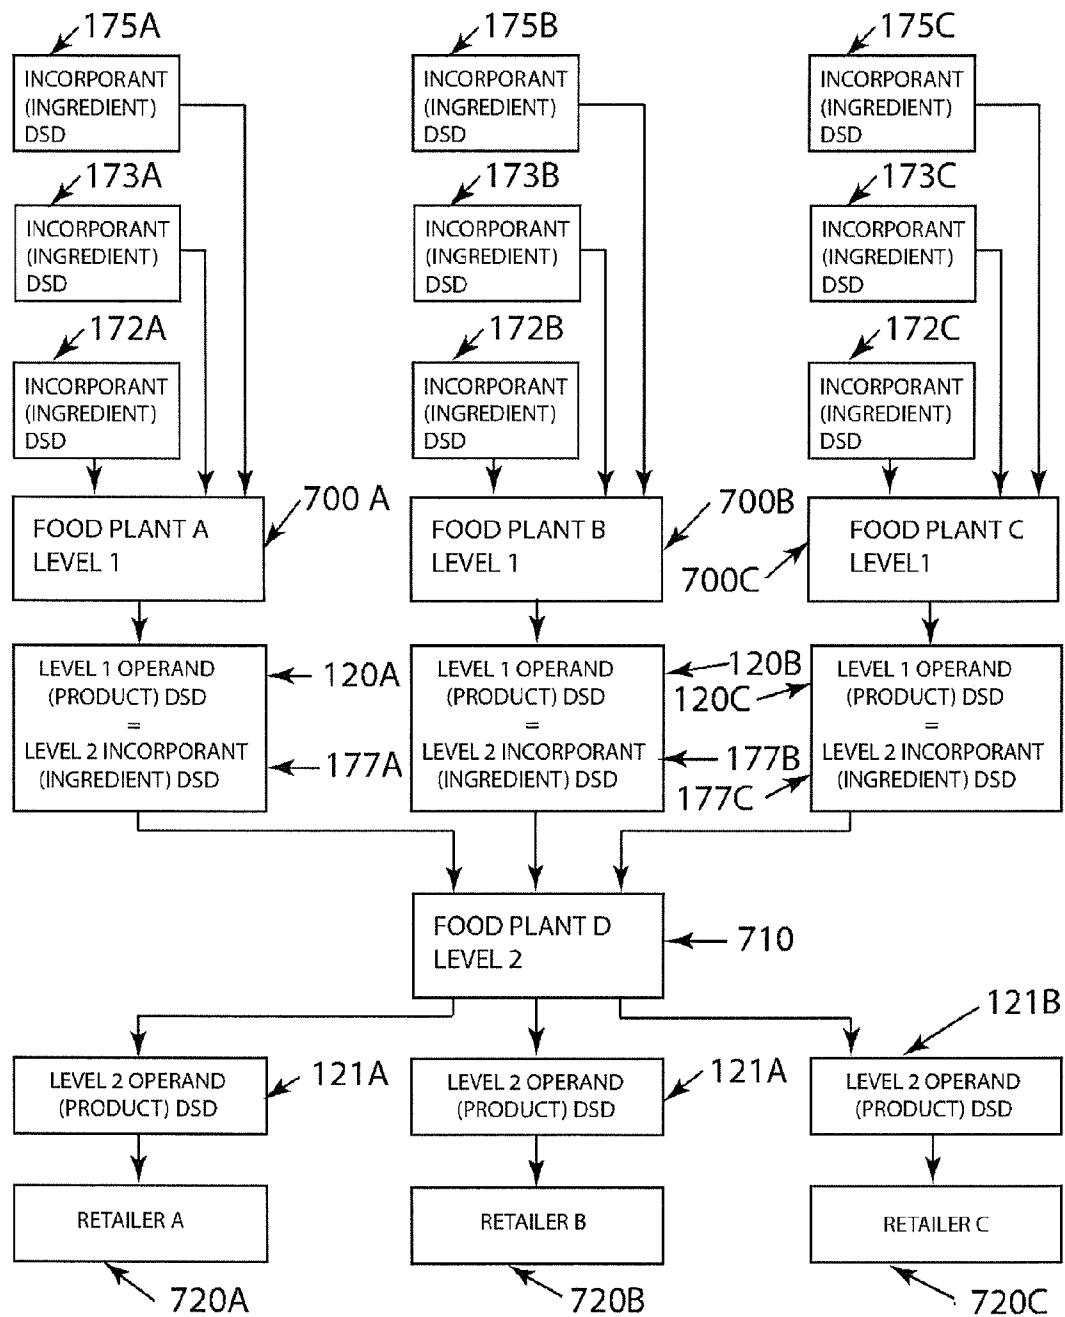 175A
175B
175C
INCORPORANT
(INGREDIENT)
DSD
INCORPORANT
(INGREDIENT)
DSD
INCORPORANT
(INGREDIENT)
DSD
173A
173B
173C
INCORPORANT
(INGREDIENT)
DSD
INCORPORANT
(INGREDIENT)
DSD
INCORPORANT
(INGREDIENT)
DSD
172A
172B
172C
INCORPORANT
(INGREDIENT)
DSD
INCORPORANT
(INGREDIENT)
DSD
INCORPORANT
(INGREDIENT)
DSD
FOOD PLANT A
LEVEL 1
700 A
FOOD PLANT B
LEVEL 1
700B
700C
FOOD PLANT C
LEVEL1
LEVEL 1 OPERAND
(PRODUCT) DSD
=
LEVEL 2 INCORPORANT
(INGREDIENT) DSD
120A
177A
LEVEL 1 OPERAND
(PRODUCT) DSD
=
LEVEL 2 INCORPORANT
(INGREDIENT) DSD
120B
120C
177B
177C
LEVEL 1 OPERAND
(PRODUCT) DSD
=
LEVEL 2 INCORPORANT
(INGREDIENT) DSD
FOOD PLANT D
LEVEL 2
710
121B
LEVEL 2 OPERAND
(PRODUCT) DSD
121A
LEVEL 2 OPERAND
(PRODUCT) DSD
121A
LEVEL 2 OPERAND
(PRODUCT) DSD
RETAILER A
RETAILER B
RETAILER C
720A
720B
720C